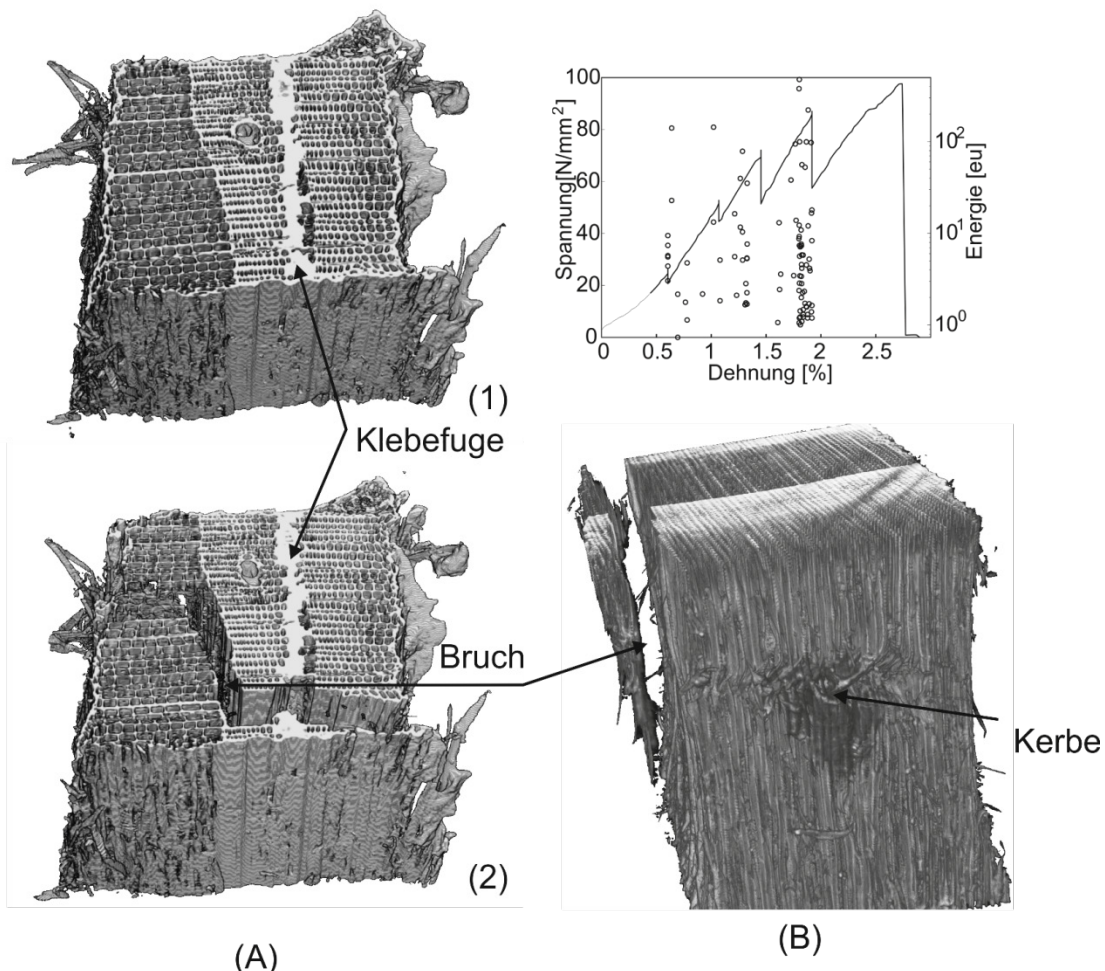 100
80
60
40
20
0
Spannung[N/mm²]
10²
10¹
10⁰
Energie [eu]
0
0.5
1
1.5
2
2.5
Dehnung [%]
(1)
Klebefuge
Bruch
Kerbe
(2)
(A)
(B)